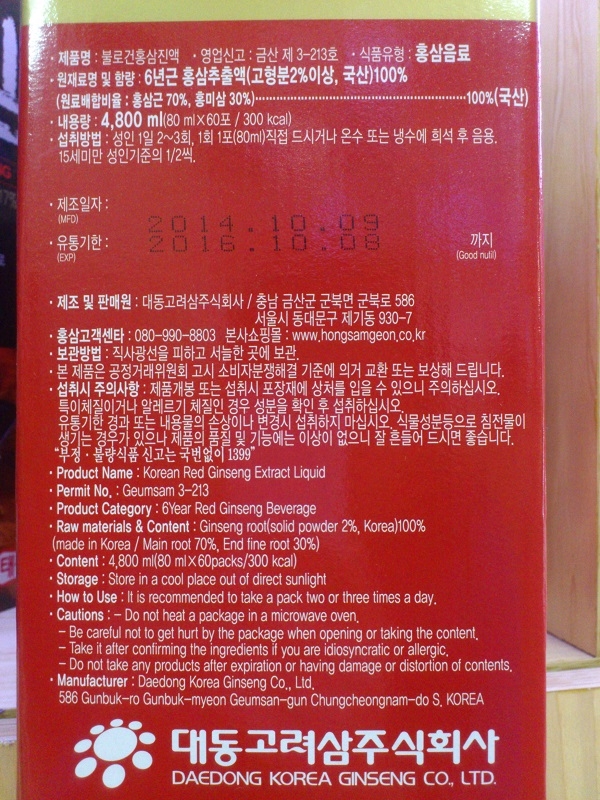 · 제품명 : 불로건홍삼진액 · 영업신고 : 금산 제 3-213호 · 식품유형 : 홍삼음료
· 원재료명 및 함량 : 6년근 홍삼추출액(고형분2%이상, 국산)100%
(원료배합비율 : 홍삼근 70%, 홍미삼 30%)·······100%(국산)
· 내용량 : 4,800 ml(80 ml×60포 / 300 kcal)
· 섭취방법 : 성인 1일 2~3회, 1회 1포(80ml)직접 드시거나 온수 또는 냉수에 희석 후 음용.
15세미만 성인기준의 1/2씩.
· 제조일자 :
(MFD)
2014.10.09
· 유통기한 : 2016.10.08 까지
(EXP) (Good nutil)
· 제조 및 판매원 : 대동고려삼주식회사 / 충남 금산군 군북면 군북로 586
서울시 동대문구 제기동 930-7
· 홍삼고객센타 : 080-990-8803 본사쇼핑몰 : www.hongsamgeon.co.kr
· 보관방법 : 직사광선을 피하고 서늘한 곳에 보관.
· 본 제품은 공정거래위원회 고시 소비자분쟁해결 기준에 의거 교환 또는 보상해 드립니다.
· 섭취시 주의사항 : 제품개봉 또는 섭취시 포장재에 상처를 입을 수 있으니 주의하십시오.
특이체질이거나 알레르기 체질인 경우 성분을 확인 후 섭취하십시오.
유통기한 경과 또는 내용물의 손상이나 변경시 섭취하지 마십시오. 식물성분등으로 침전물이
생기는 경우가 있으나 제품의 품질 및 기능에는 이상이 없으니 잘 흔들어 드시면 좋습니다.
"부정 · 불량식품 신고는 국번없이 1399"
· Product Name : Korean Red Ginseng Extract Liquid
· Permit No. : Geumsam 3-213
· Product Category : 6Year Red Ginseng Beverage
· Raw materials & Content : Ginseng root(solid powder 2%, Korea)100%
(made in Korea / Main root 70%, End fine root 30%)
· Content : 4,800 ml(80 ml×60packs/300 kcal)
· Storage : Store in a cool place out of direct sunlight
· How to Use : It is recommended to take a pack two or three times a day.
· Cautions : - Do not heat a package in a microwave oven.
- Be careful not to get hurt by the package when opening or taking the content.
- Take it after confirming the ingredients if you are idiosyncratic or allergic.
- Do not take any products after expiration or having damage or distortion of contents.
· Manufacturer : Daedong Korea Ginseng Co., Ltd.
586 Gunbuk-ro Gunbuk-myeon Geumsan-gun Chungcheongnam-do S. KOREA
대동고려삼주식회사
DAEDONG KOREA GINSENG CO., LTD.